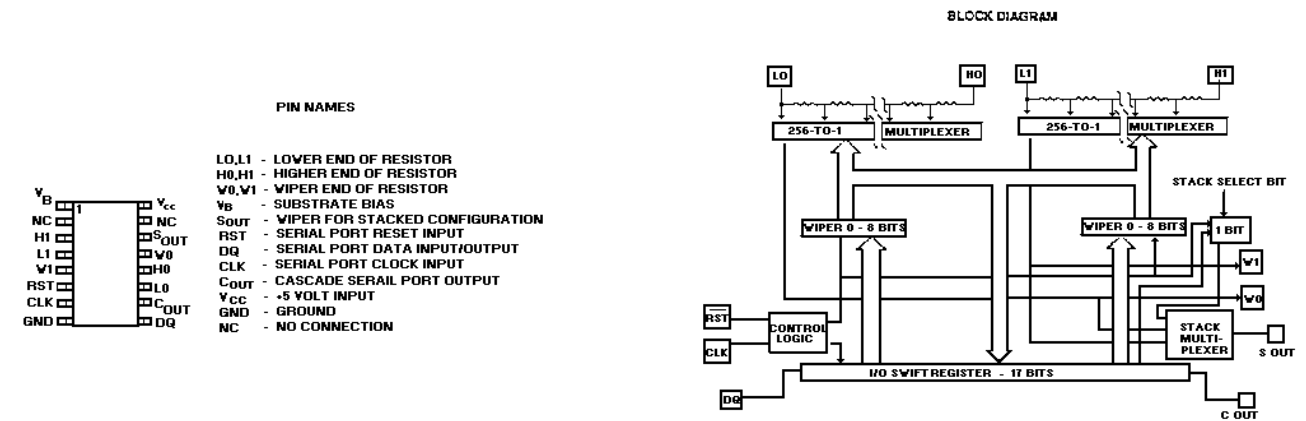 BLOCK DIAGRAM
PIN NAMES
L0,L1 - LOWER END OF RESISTOR
H0,H1 - HIGHER END OF RESISTOR
W0,W1 - WIPER END OF RESISTOR
VB - SUBSTRATE BIAS
SOUT - WIPER FOR STACKED CONFIGURATION
RST - SERIAL PORT RESET INPUT
DQ - SERIAL PORT DATA INPUT/OUTPUT
CLK - SERIAL PORT CLOCK INPUT
COUT - CASCADE SERAIL PORT OUTPUT
VCC - +5 VOLT INPUT
GND - GROUND
NC - NO CONNECTION
VB 1 Vcc
NC NC
H1 SOUT
L1 W0
W1 H0
RST L0
CLK COUT
GND DQ
L0 H0 L1 H1
256-TO-1 MULTIPLEXER 256-TO-1 MULTIPLEXER
STACK SELECT BIT
WIPER 0 - 8 BITS WIPER 0 - 8 BITS 1 BIT
W1
W0
RST
CONTROL
LOGIC
CLK
STACK
MULTI-
PLEXER
S OUT
I/O SWIFT REGISTER - 17 BITS
DQ
C OUT